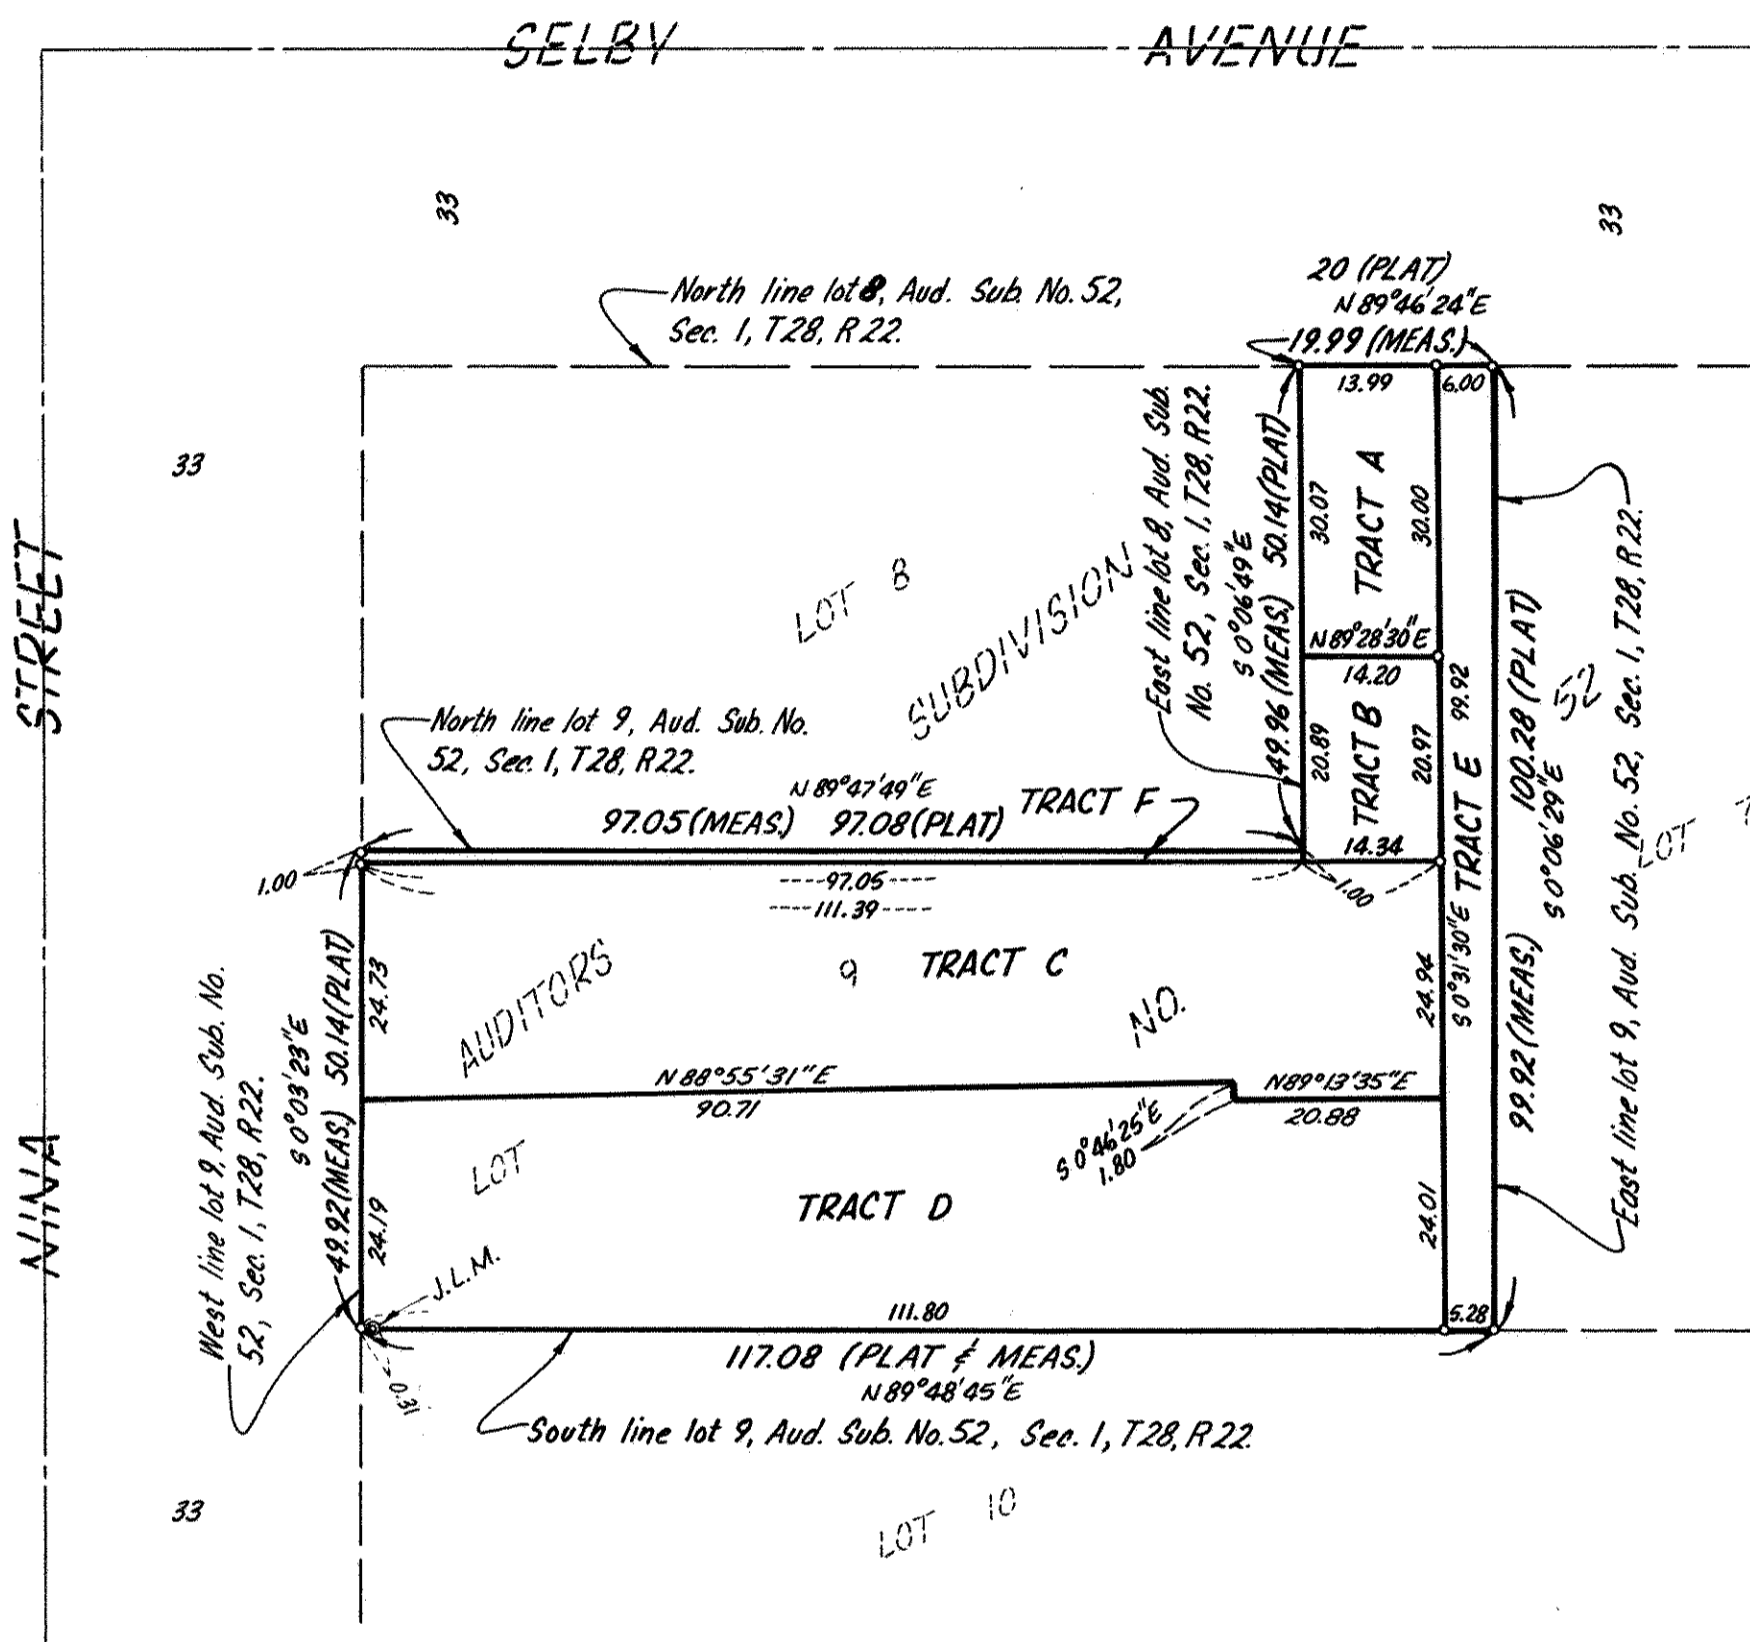 SELBY AVENUE
33
33
20 (PLAT)
N 89°46'24"E
19.99 (MEAS.)
North line lot 8, Aud. Sub. No. 52,
Sec. 1, T28, R22.
13.99
6.00
33
STREET
NINA
East line lot 8, Aud. Sub.
No. 52, Sec. 1, T28, R22.
S 0°06'49"E
49.96 (MEAS.) 50.14 (PLAT)
30.07
TRACT A
30.00
N 89°28'30"E
14.20
20.89
TRACT B
20.97
14.34
1.00
LOT 8
SUBDIVISION
North line lot 9, Aud. Sub. No.
52, Sec. 1, T28, R22.
N 89°47'49"E
97.05 (MEAS.) 97.08 (PLAT)
TRACT F
1.00
97.05
111.39
S 0°31'30"E TRACT E 99.92
99.92 (MEAS.) 100.28 (PLAT)
S 0°06'29"E
52
East line lot 9, Aud. Sub. No. 52, Sec. 1, T28, R22.
LOT
West line lot 9, Aud. Sub. No.
52, Sec. 1, T28, R22.
S 0°03'23"E
49.92 (MEAS.) 50.14 (PLAT)
24.73
AUDITORS
9
TRACT C
NO.
24.94
N 88°55'31"E
90.71
N 89°13'35"E
20.88
S 0°46'25"E
1.80
LOT
TRACT D
24.19
24.01
J.L.M.
111.80
5.28
0.31
117.08 (PLAT & MEAS.)
N 89°48'45"E
South line lot 9, Aud. Sub. No. 52, Sec. 1, T28, R22.
33
LOT 10